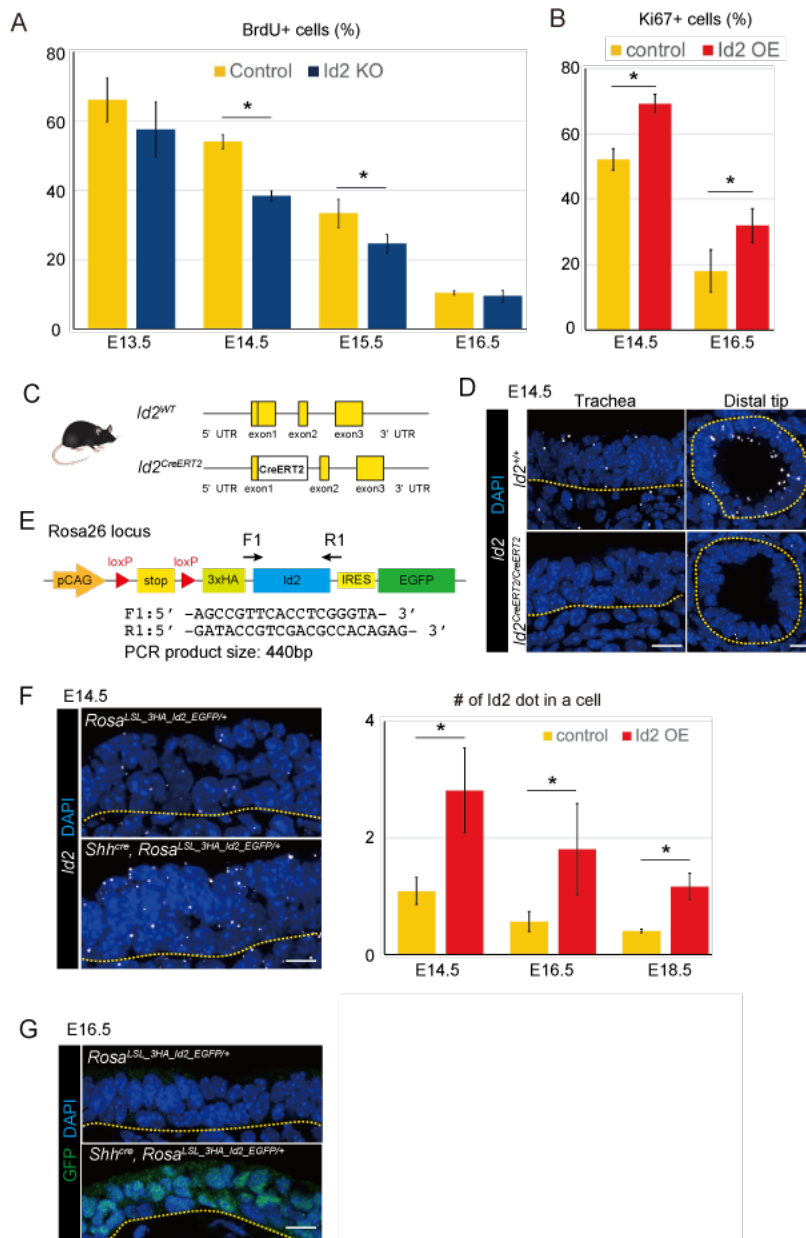 A
BrdU+ cells (%)
Control
Id2 KO
80
60
40
20
0
*
*
E13.5
E14.5
E15.5
E16.5
B
Ki67+ cells (%)
control
Id2 OE
80
60
40
20
0
*
*
E14.5
E16.5
C
Id2WT
5' UTR exon1 exon2 exon3 3' UTR
Id2CreERT2
CreERT2
5' UTR exon1 exon2 exon3 3' UTR
D
E14.5
Trachea
Distal tip
Id2 DAPI
Id2+/+
Id2CreERT2/CreERT2
E
Rosa26 locus
F1 R1
loxP loxP
pCAG stop 3xHA Id2 IRES EGFP
F1:5' -AGCCGTTCACCTCGGGTA- 3'
R1:5' -GATACCGTCGACGCCACAGAG- 3'
PCR product size: 440bp
F
E14.5
Id2 DAPI
RosaLSL_3HA_Id2_EGFP/+
Shhcre, RosaLSL_3HA_Id2_EGFP/+
# of Id2 dot in a cell
control
Id2 OE
4
2
0
*
*
*
E14.5
E16.5
E18.5
G
E16.5
GFP DAPI
RosaLSL_3HA_Id2_EGFP/+
Shhcre, RosaLSL_3HA_Id2_EGFP/+